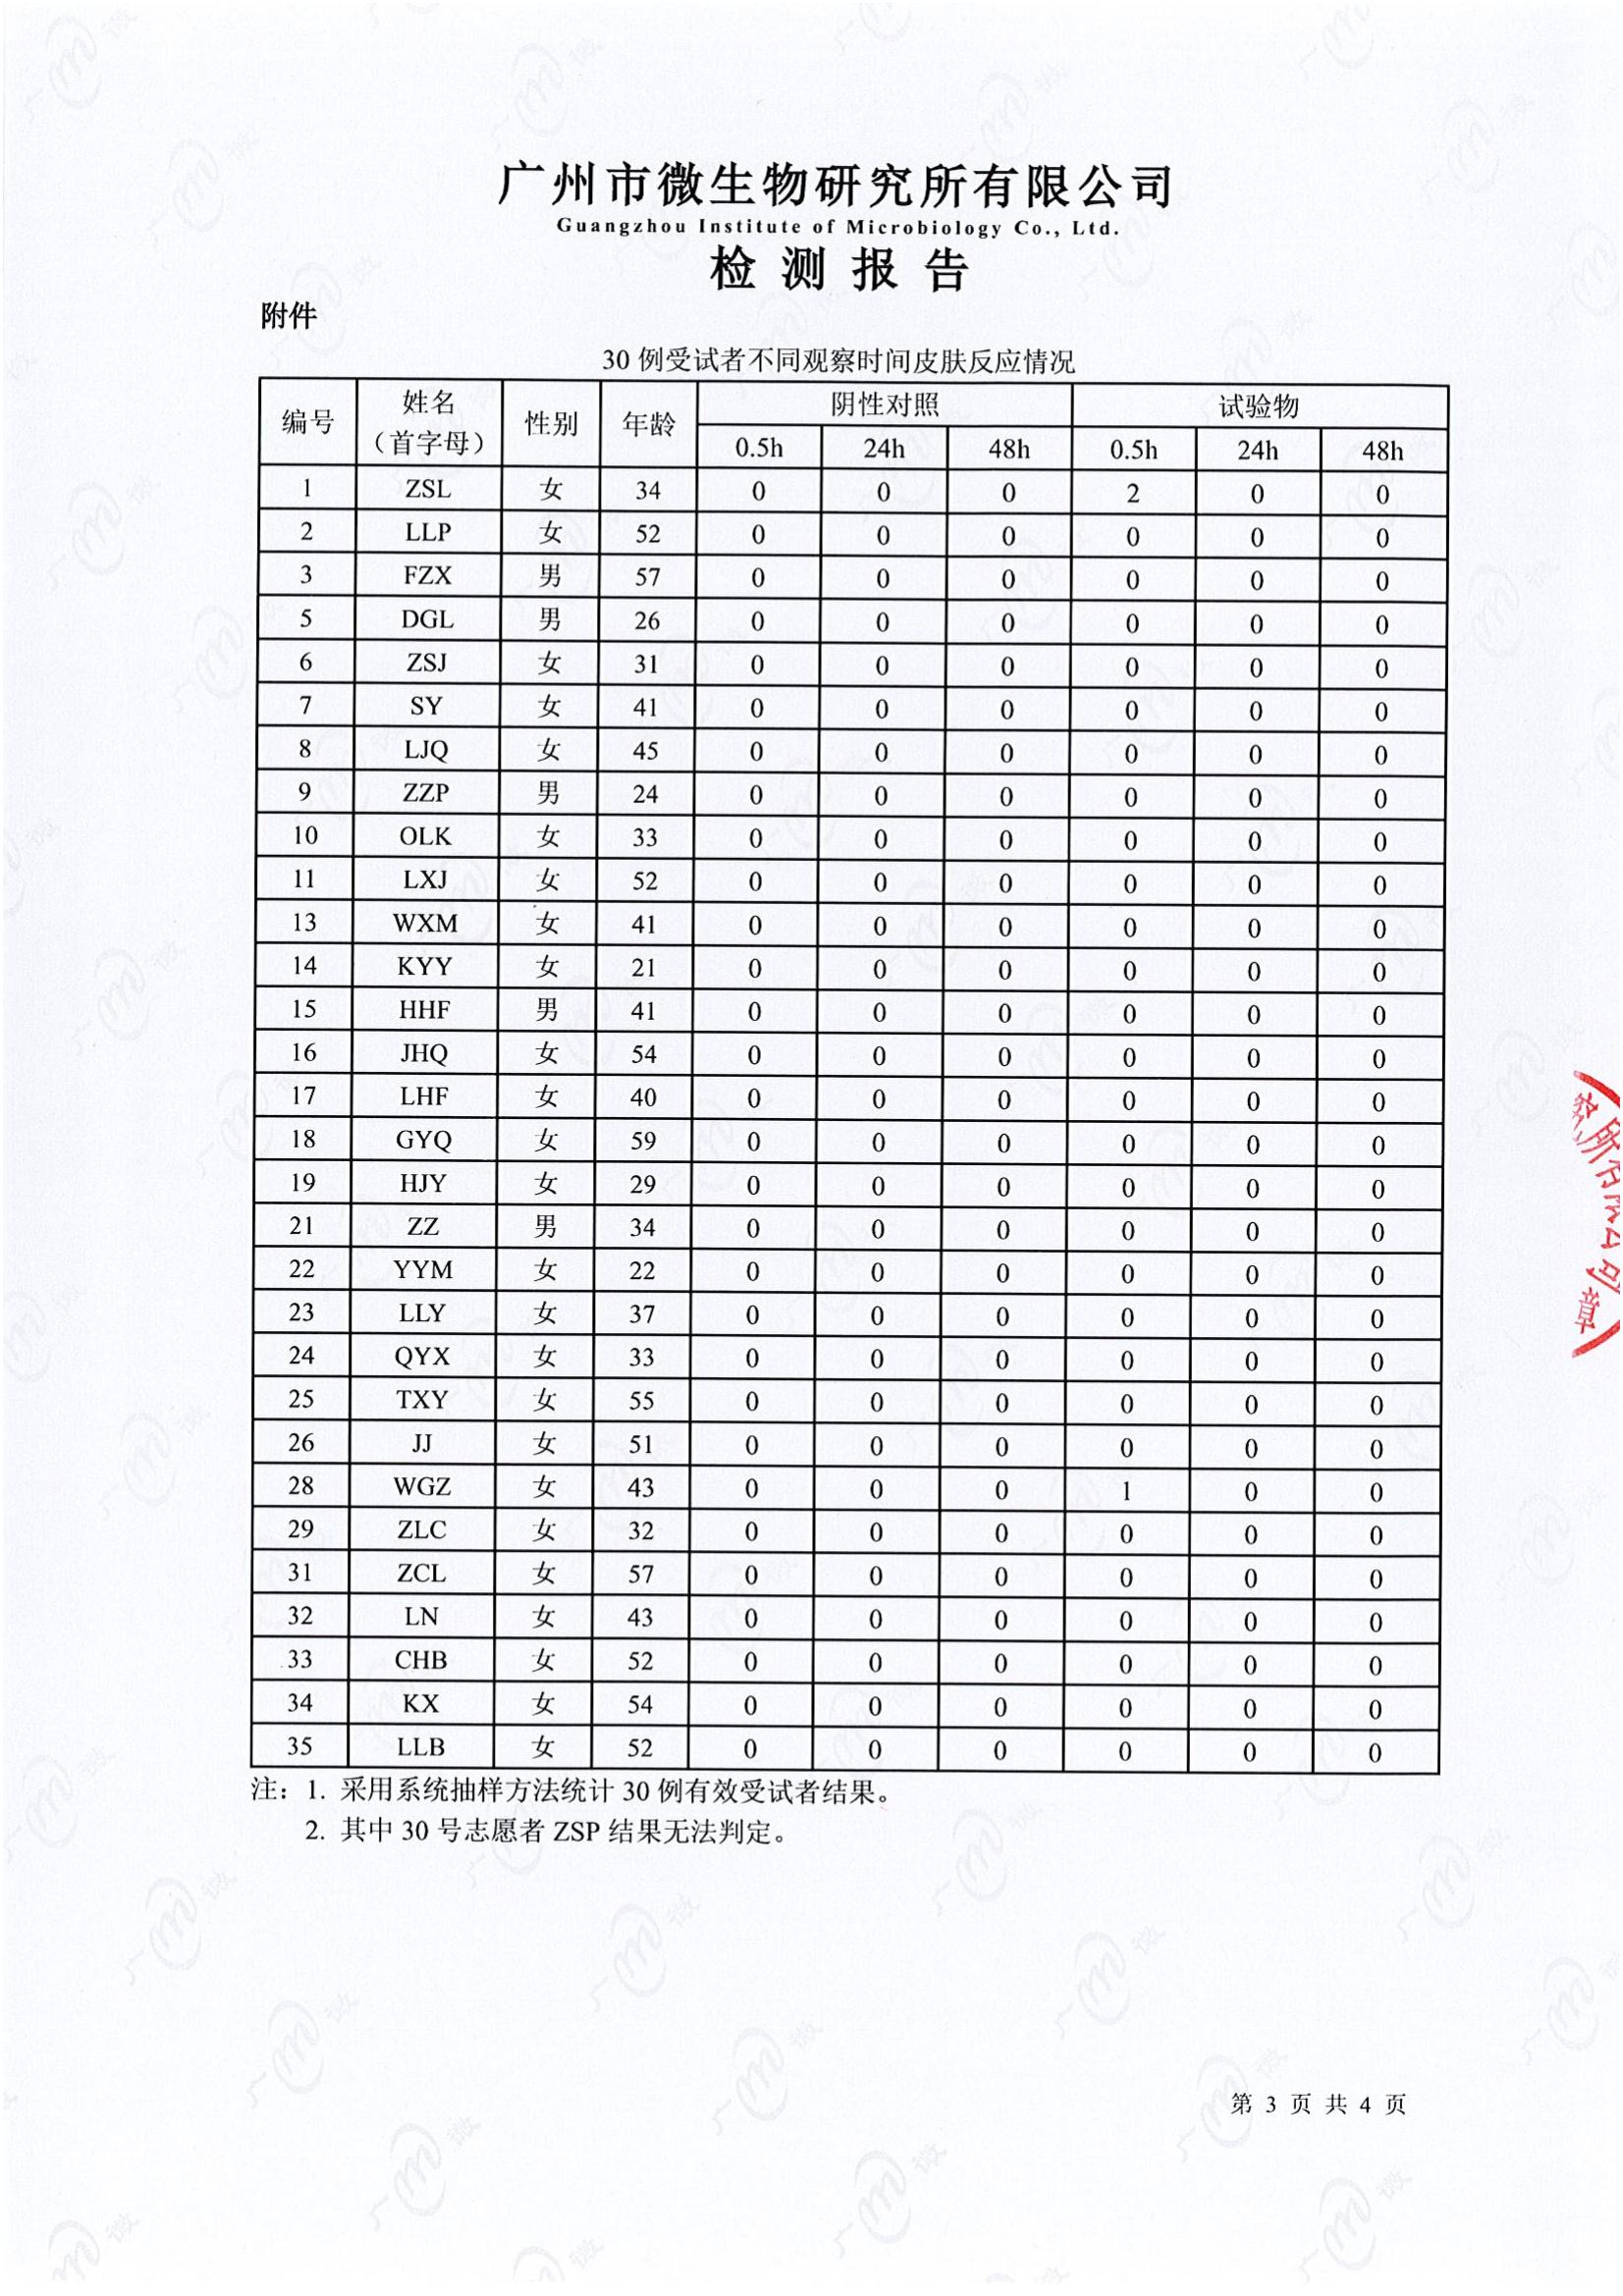 广州市微生物研究所有限公司
Guangzhou Institute of Microbiology Co., Ltd.
检测报告
附件
30 例受试者不同观察时间皮肤反应情况
编号 姓名（首字母） 性别 年龄 阴性对照 试验物
0.5h 24h 48h 0.5h 24h 48h
1 ZSL 女 34 0 0 0 2 0 0
2 LLP 女 52 0 0 0 0 0 0
3 FZX 男 57 0 0 0 0 0 0
5 DGL 男 26 0 0 0 0 0 0
6 ZSJ 女 31 0 0 0 0 0 0
7 SY 女 41 0 0 0 0 0 0
8 LJQ 女 45 0 0 0 0 0 0
9 ZZP 男 24 0 0 0 0 0 0
10 OLK 女 33 0 0 0 0 0 0
11 LXJ 女 52 0 0 0 0 0 0
13 WXM 女 41 0 0 0 0 0 0
14 KYY 女 21 0 0 0 0 0 0
15 HHF 男 41 0 0 0 0 0 0
16 JHQ 女 54 0 0 0 0 0 0
17 LHF 女 40 0 0 0 0 0 0
18 GYQ 女 59 0 0 0 0 0 0
19 HJY 女 29 0 0 0 0 0 0
21 ZZ 男 34 0 0 0 0 0 0
22 YYM 女 22 0 0 0 0 0 0
23 LLY 女 37 0 0 0 0 0 0
24 QYX 女 33 0 0 0 0 0 0
25 TXY 女 55 0 0 0 0 0 0
26 JJ 女 51 0 0 0 0 0 0
28 WGZ 女 43 0 0 0 1 0 0
29 ZLC 女 32 0 0 0 0 0 0
31 ZCL 女 57 0 0 0 0 0 0
32 LN 女 43 0 0 0 0 0 0
33 CHB 女 52 0 0 0 0 0 0
34 KX 女 54 0 0 0 0 0 0
35 LLB 女 52 0 0 0 0 0 0
注：1. 采用系统抽样方法统计 30 例有效受试者结果。
2. 其中 30 号志愿者 ZSP 结果无法判定。
所有限公司
章
第 3 页 共 4 页